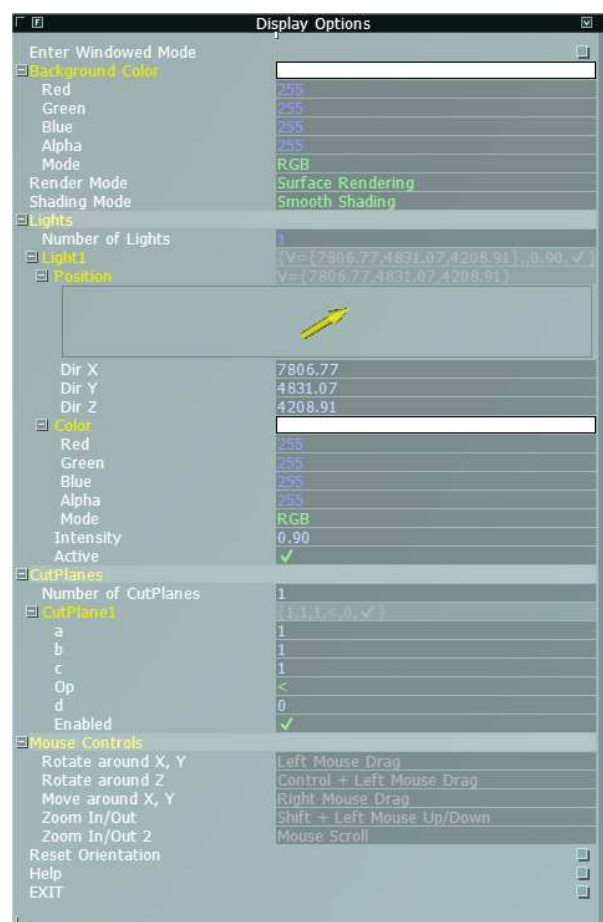 F Display Options
Enter Windowed Mode
Background Color
Red 255
Green 255
Blue 255
Alpha 255
Mode RGB
Render Mode Surface Rendering
Shading Mode Smooth Shading
Lights
Number of Lights 1
Light1 {V={7806.77,4831.07,4208.91},,0.90,✓}
Position V={7806.77,4831.07,4208.91}
Dir X 7806.77
Dir Y 4831.07
Dir Z 4208.91
Color
Red 255
Green 255
Blue 255
Alpha 255
Mode RGB
Intensity 0.90
Active ✓
CutPlanes
Number of CutPlanes 1
CutPlane1 {1,1,1,<,0,✓}
a 1
b 1
c 1
Op <
d 0
Enabled ✓
Mouse Controls
Rotate around X, Y Left Mouse Drag
Rotate around Z Control + Left Mouse Drag
Move around X, Y Right Mouse Drag
Zoom In/Out Shift + Left Mouse Up/Down
Zoom In/Out 2 Mouse Scroll
Reset Orientation
Help
EXIT